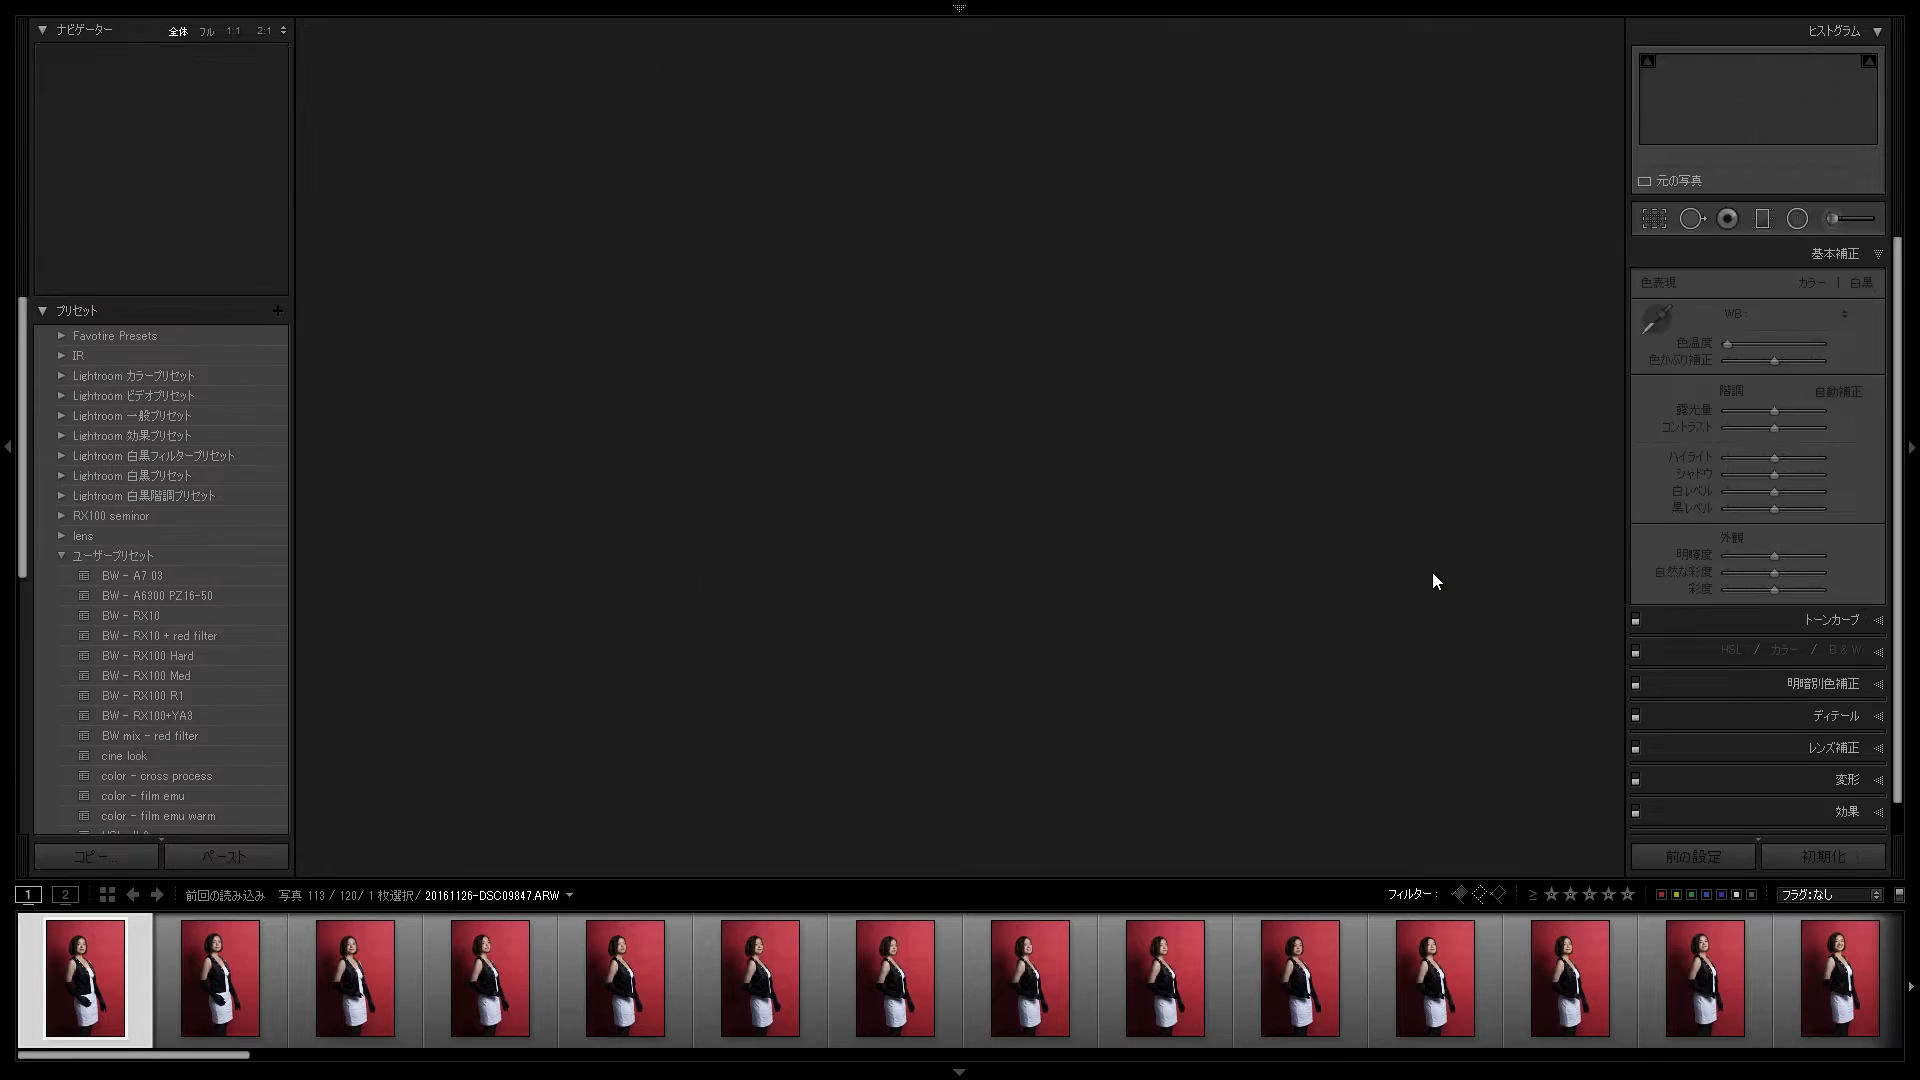 ナビゲーター 全体 フル 1:1 2:1
プリセット +
Favotire Presets
IR
Lightroom カラープリセット
Lightroom ビデオプリセット
Lightroom 一般プリセット
Lightroom 効果プリセット
Lightroom 白黒フィルタープリセット
Lightroom 白黒プリセット
Lightroom 白黒階調プリセット
RX100 seminor
lens
ユーザープリセット
BW - A7 03
BW - A6300 PZ16-50
BW - RX10
BW - RX10 + red filter
BW - RX100 Hard
BW - RX100 Med
BW - RX100 R1
BW - RX100+YA3
BW mix - red filter
cine look
color - cross process
color - film emu
color - film emu warm
コピー...
ペースト
ヒストグラム
元の写真
基本補正
色表現 カラー | 白黒
WB :
色温度
色かぶり補正
階調 自動補正
露光量
コントラスト
ハイライト
シャドウ
白レベル
黒レベル
外観
明瞭度
自然な彩度
彩度
トーンカーブ
HSL / カラー / B & W
明暗別色補正
ディテール
レンズ補正
変形
効果
前の設定
初期化
1 2 前回の読み込み 写真 113 / 120/ 1 枚選択/ 20161126-DSC09847.ARW フィルター : ≥ フラグ:なし